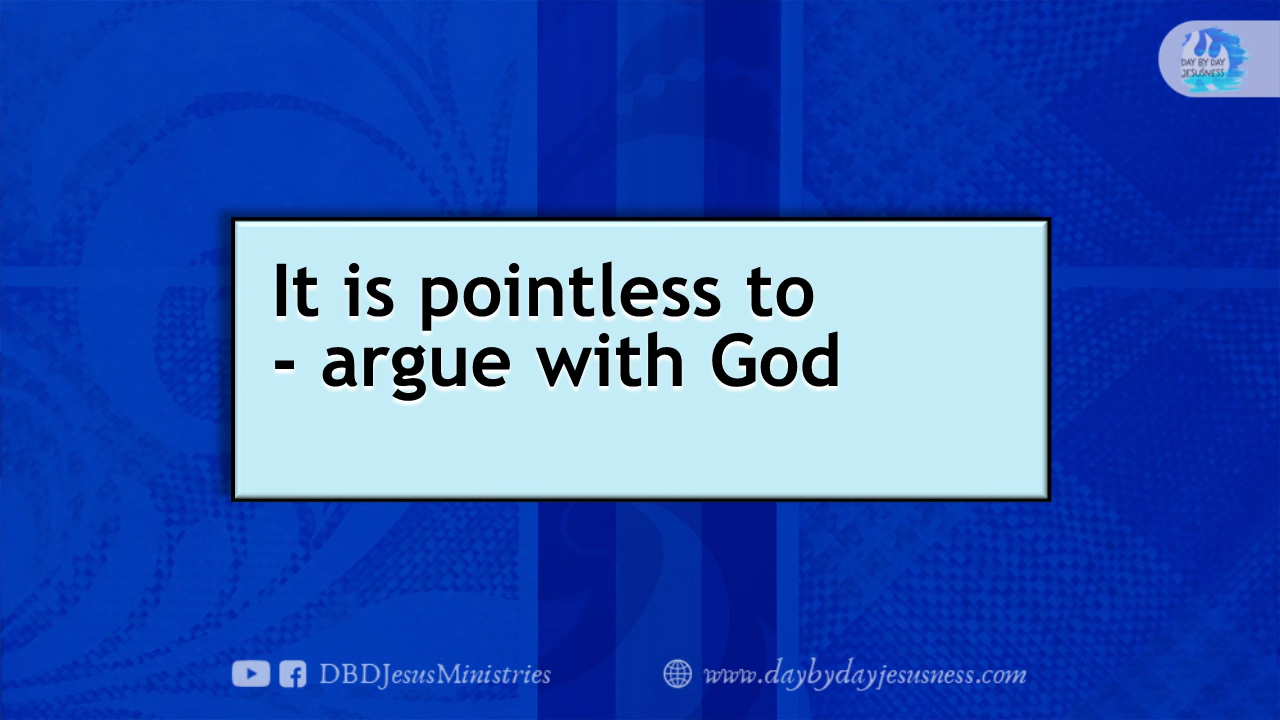 DAY BY DAY
JESUSNESS
It is pointless to
- argue with God
DBDJesusMinistries
www.daybydayjesusness.com